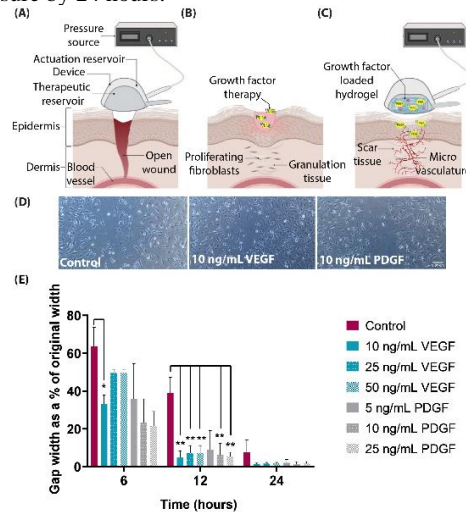 sure by 24 hours.
(A)
Pressure
source
Actuation reservoir
Device
Therapeutic
reservoir
Epidermis
Dermis
Blood
vessel
Open
wound
(B)
Growth factor
therapy
Proliferating
fibroblasts
Granulation
tissue
(C)
Growth factor
loaded
hydrogel
Scar
tissue
Micro
vasculature
(D)
Control
10 ng/mL VEGF
10 ng/mL PDGF
(E)
Gap width as a % of original width
80
60
40
20
0
*
**
**
**
**
**
6
12
24
Time (hours)
Control
10 ng/mL VEGF
25 ng/mL VEGF
50 ng/mL VEGF
5 ng/mL PDGF
10 ng/mL PDGF
25 ng/mL PDGF